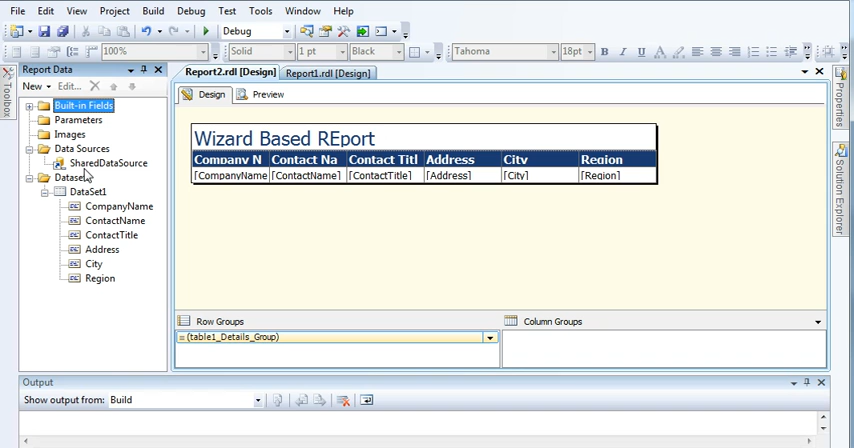 File Edit View Project Build Debug Test Tools Window Help
Debug
100% Solid 1 pt Black Tahoma 18pt B I U A
Report Data
Report2.rdl [Design] Report1.rdl [Design]
Toolbox
New Edit...
Design Preview
Properties
Solution Explorer
Built-in Fields
Parameters
Images
Data Sources
SharedDataSource
Datase
DataSet1
CompanyName
ContactName
ContactTitle
Address
City
Region
Wizard Based REport
Company N Contact Na Contact Titl Address City Region
[CompanyName [ContactName] [ContactTitle] [Address] [City] [Region]
Row Groups Column Groups
(table1_Details_Group)
Output
Show output from: Build